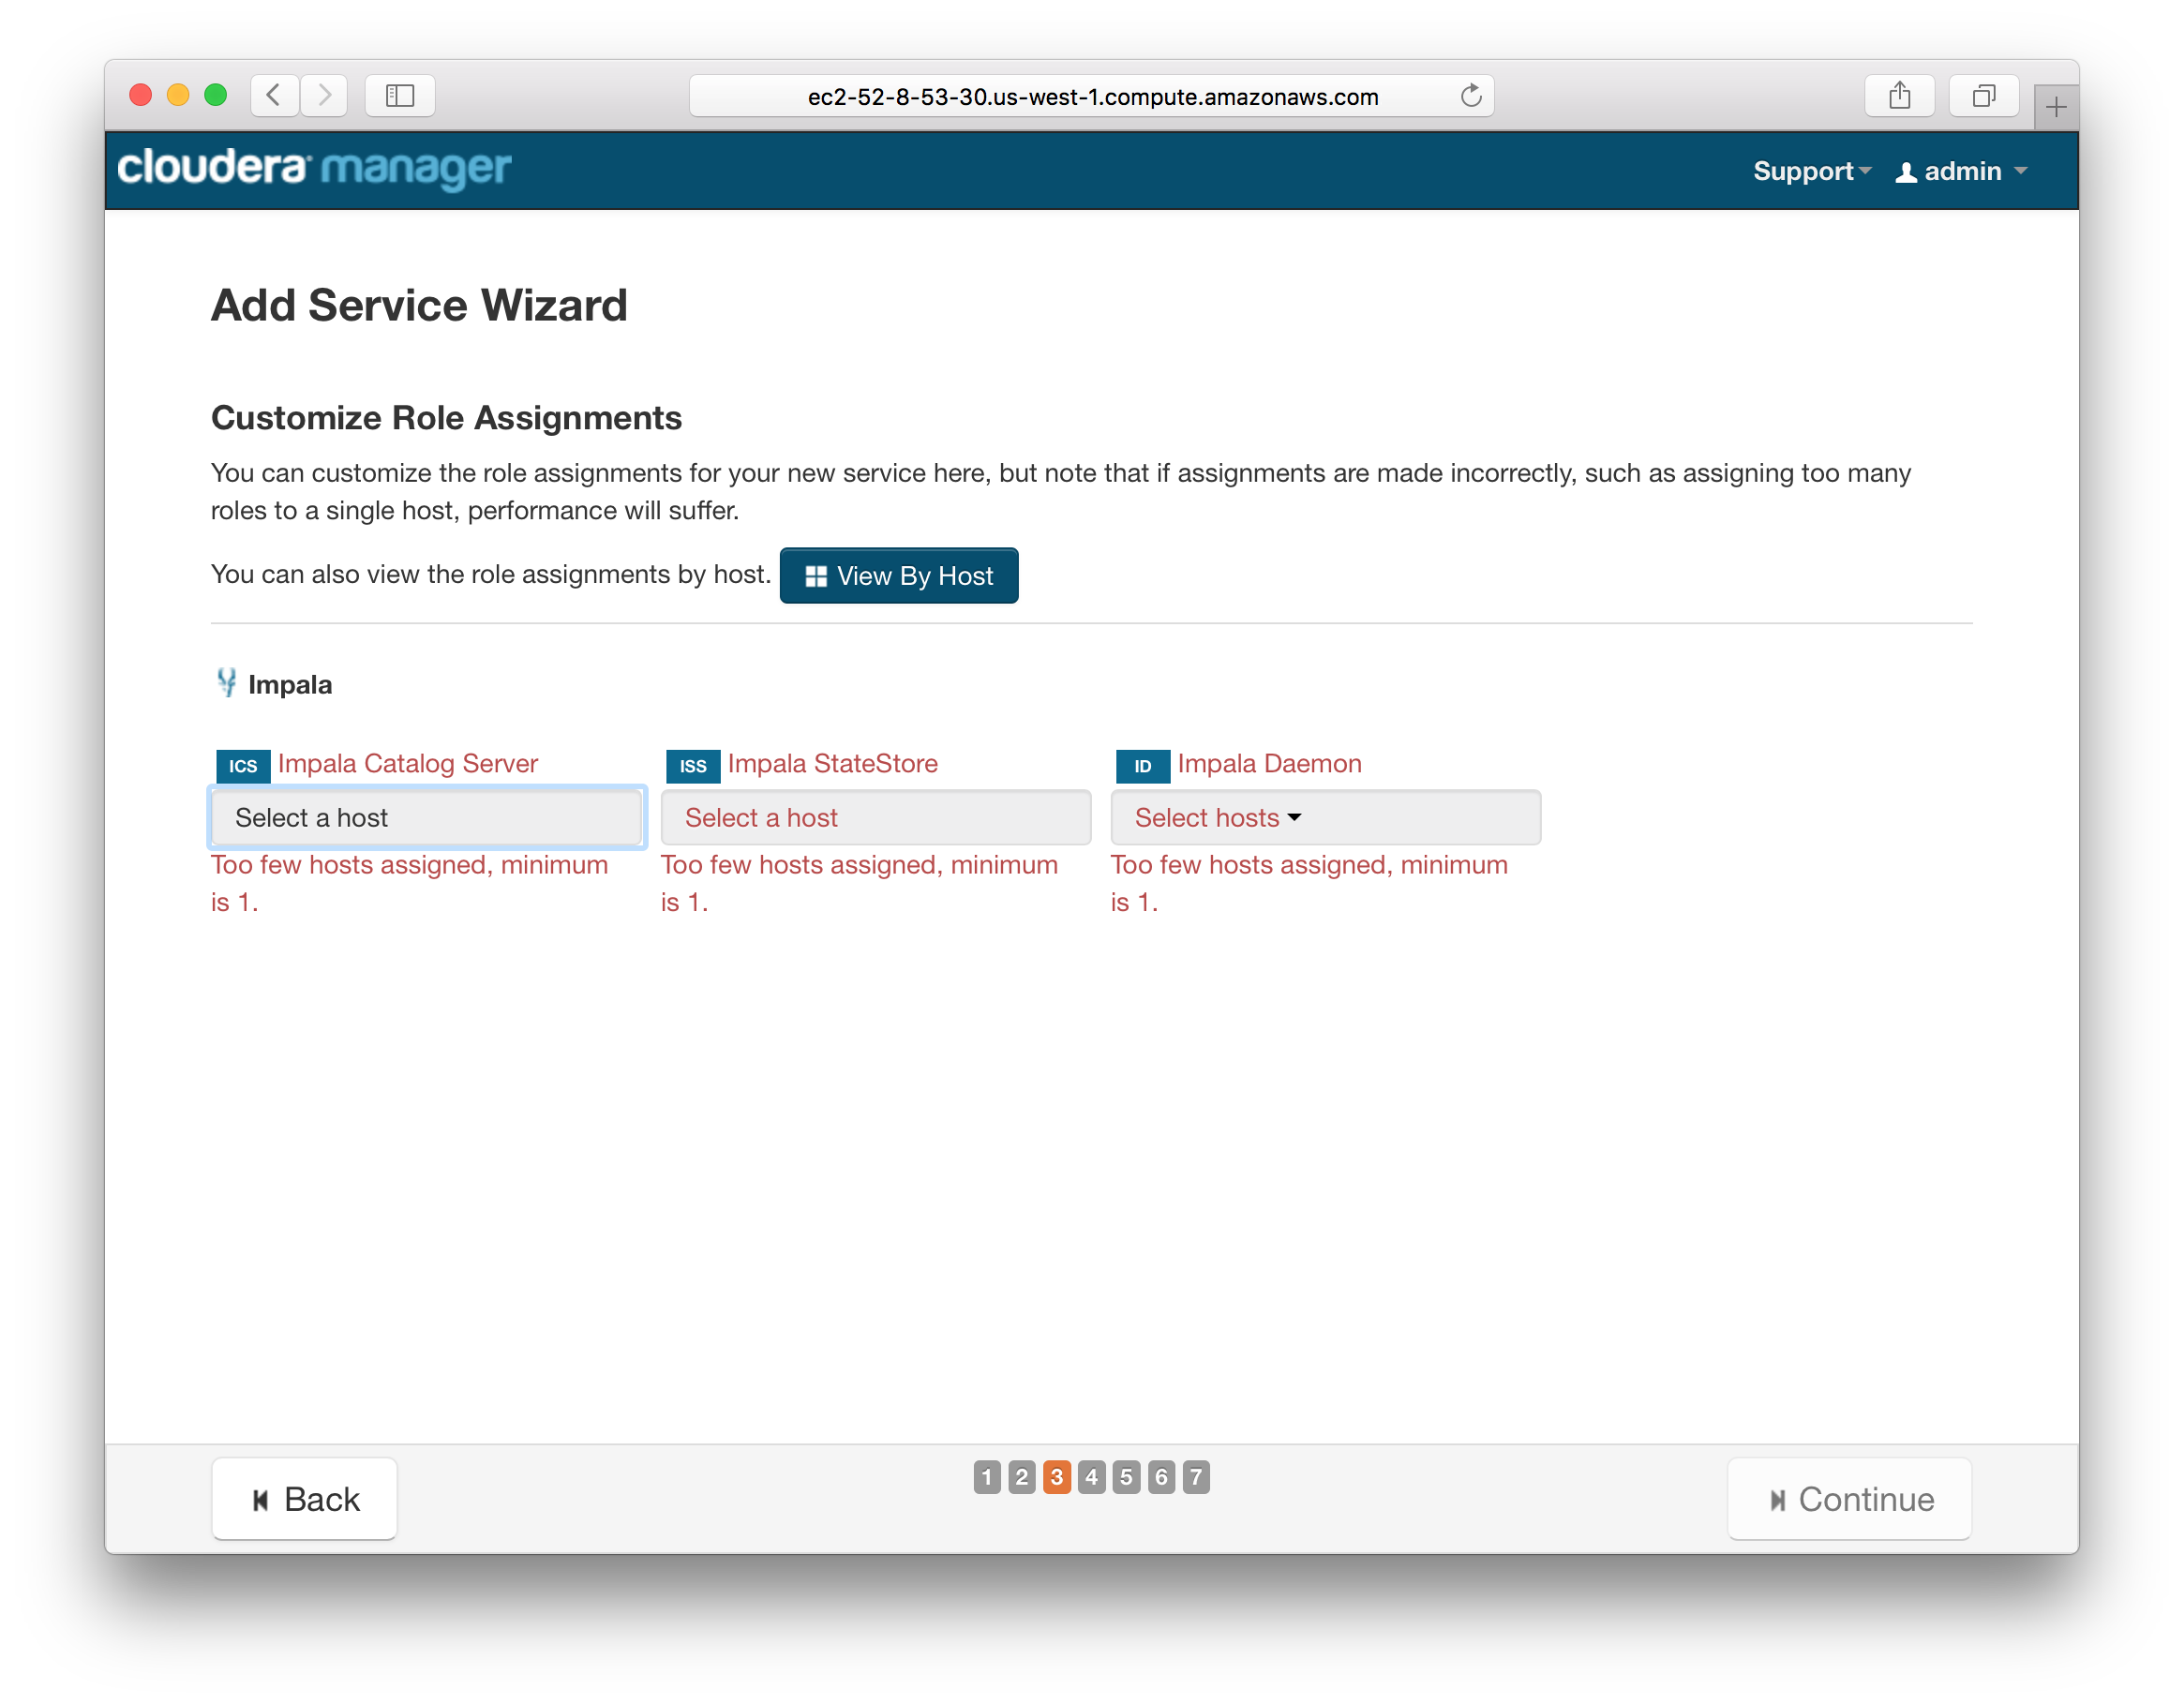 ec2-52-8-53-30.us-west-1.compute.amazonaws.com
cloudera manager
Support admin
Add Service Wizard
Customize Role Assignments
You can customize the role assignments for your new service here, but note that if assignments are made incorrectly, such as assigning too many
roles to a single host, performance will suffer.
You can also view the role assignments by host. View By Host
Impala
ICS Impala Catalog Server
ISS Impala StateStore
ID Impala Daemon
Select a host
Select a host
Select hosts
Too few hosts assigned, minimum
is 1.
Too few hosts assigned, minimum
is 1.
Too few hosts assigned, minimum
is 1.
Back
1 2 3 4 5 6 7
Continue